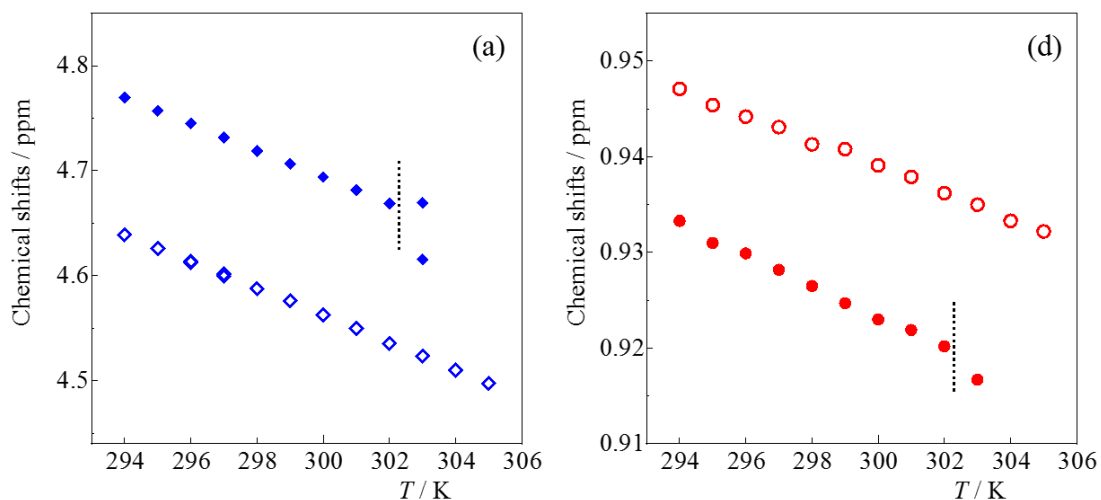 (a)
Chemical shifts / ppm
4.8
4.7
4.6
4.5
294 296 298 300 302 304 306
T / K
(d)
Chemical shifts / ppm
0.95
0.94
0.93
0.92
0.91
294 296 298 300 302 304 306
T / K